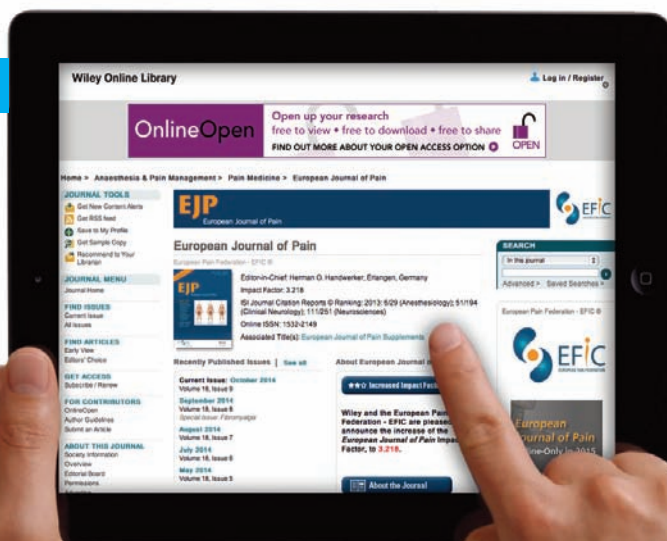 Wiley Online Library
Log in / Register
OnlineOpen
Open up your research
free to view • free to download • free to share
FIND OUT MORE ABOUT YOUR OPEN ACCESS OPTION
OPEN
Home > Anaesthesia & Pain Management > Pain Medicine > European Journal of Pain
JOURNAL TOOLS
Get New Content Alerts
Get RSS feed
Save to My Profile
Get Sample Copy
Recommend to Your
Librarian
JOURNAL MENU
Journal Home
FIND ISSUES
Current Issue
All Issues
FIND ARTICLES
Early View
Editors' Choice
GET ACCESS
Subscribe / Renew
FOR CONTRIBUTORS
OnlineOpen
Author Guidelines
Submit an Article
ABOUT THIS JOURNAL
Society Information
Overview
Editorial Board
Permissions
EJP
European Journal of Pain
EFiC
European Journal of Pain
European Pain Federation - EFIC ®
EJP
Editor-in-Chief: Herman O. Handwerker, Erlangen, Germany
Impact Factor: 3.218
ISI Journal Citation Reports © Ranking: 2013: 6/29 (Anesthesiology); 51/194
(Clinical Neurology); 111/251 (Neurosciences)
Online ISSN: 1532-2149
Associated Title(s): European Journal of Pain Supplements
Recently Published Issues | See all
Current Issue: October 2014
Volume 18, Issue 9
September 2014
Volume 18, Issue 8
Special Issue: Fibromyalgia
August 2014
Volume 18, Issue 7
July 2014
Volume 18, Issue 6
May 2014
Volume 18, Issue 5
About European Journal
Increased Impact Fact
Wiley and the European Pain
Federation - EFIC are pleased
announce the increase of the
European Journal of Pain Impac
Factor, to 3.218.
About the Journal
SEARCH
In this journal
Advanced > Saved Searches >
European Pain Federation - EFIC ®
EFiC
European
ournal of Pain
line-Only in 2015